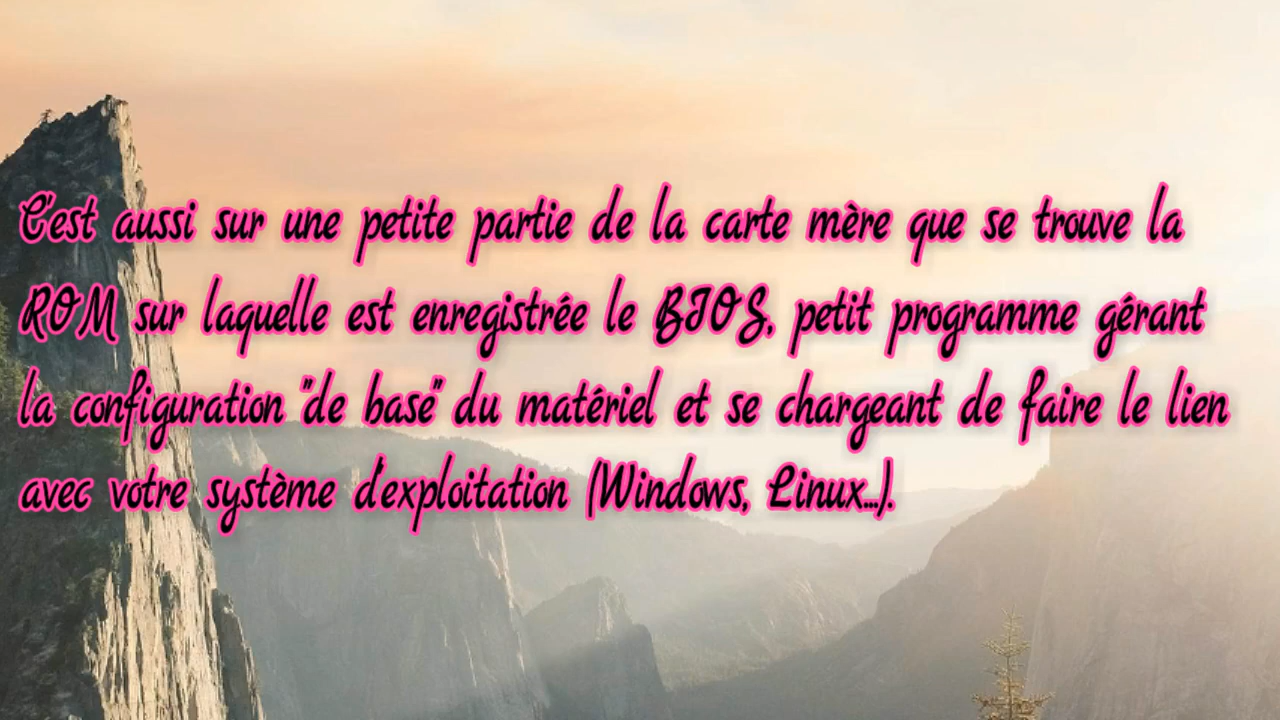 C'est aussi sur une petite partie de la carte mère que se trouve la
ROM sur laquelle est enregistrée le BIOS, petit programme gérant
la configuration "de base" du matériel et se chargeant de faire le lien
avec votre système d'exploitation (Windows, Linux...).